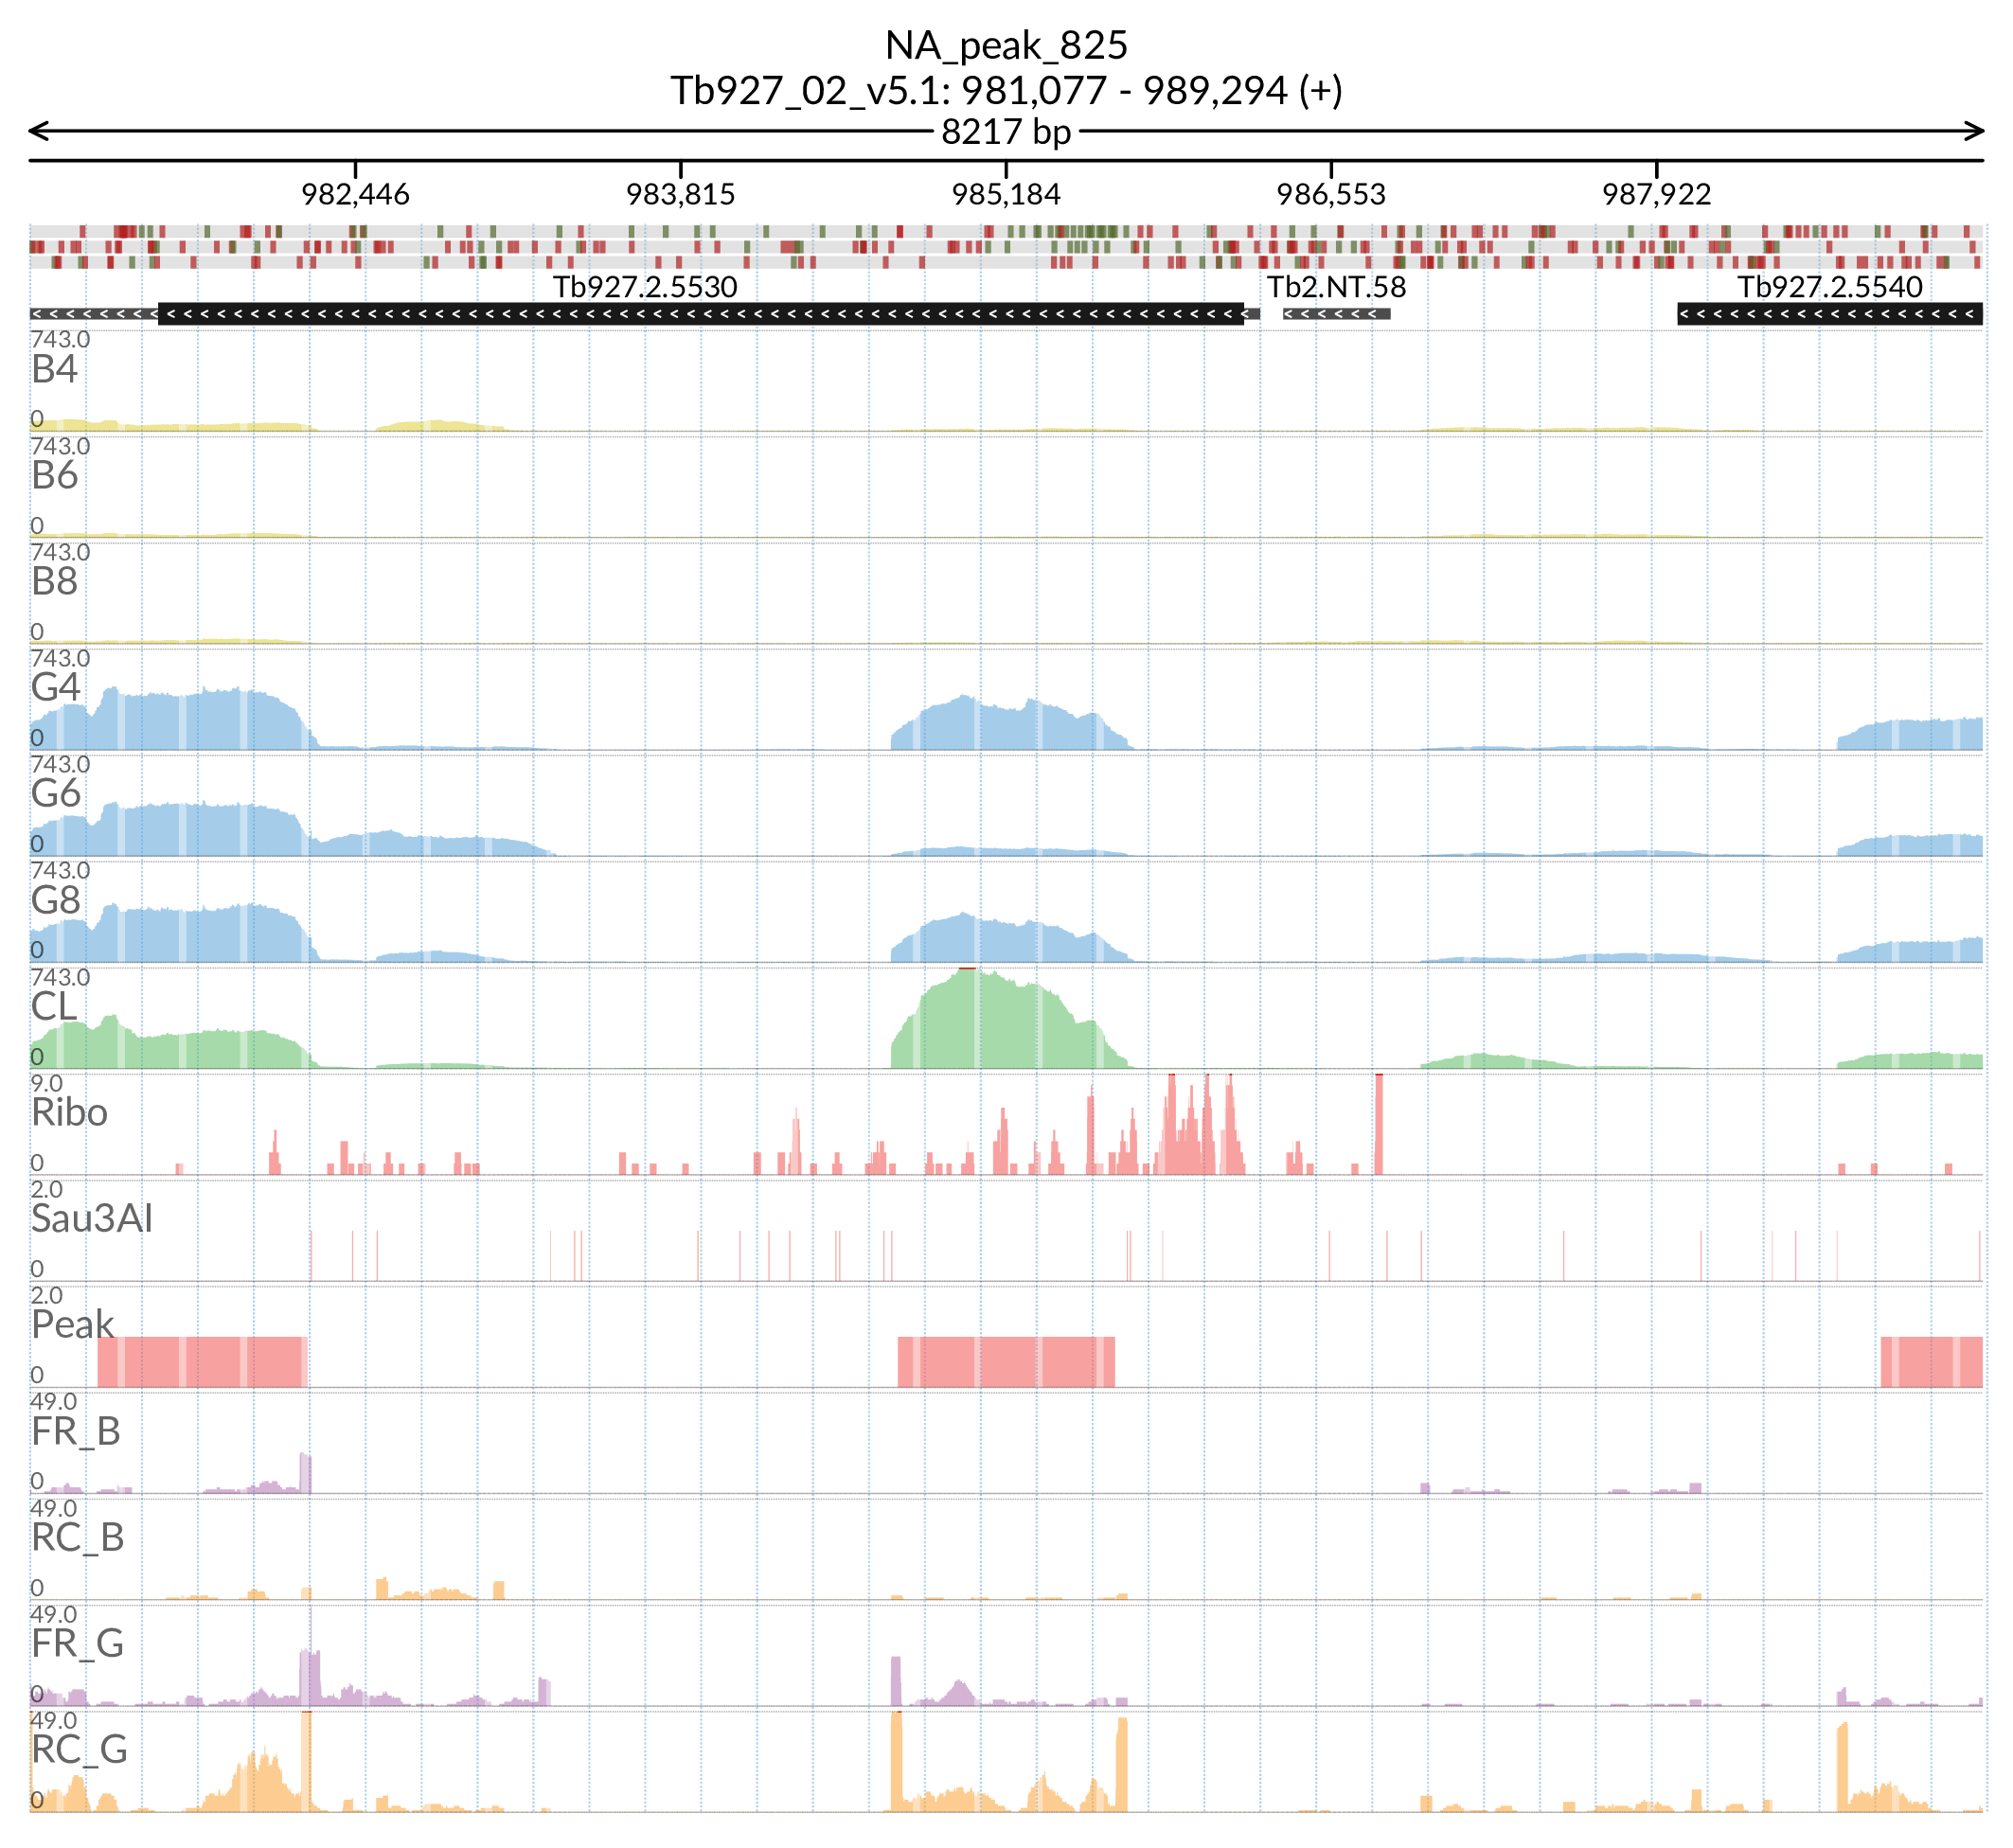 NA_peak_825
Tb927_02_v5.1: 981,077 - 989,294 (+)
8217 bp
982,446 983,815 985,184 986,553 987,922
Tb927.2.5530 Tb2.NT.58 Tb927.2.5540
743.0
B4
0
743.0
B6
0
743.0
B8
0
743.0
G4
0
743.0
G6
0
743.0
G8
0
743.0
CL
0
9.0
Ribo
0
2.0
Sau3AI
0
2.0
Peak
0
49.0
FR_B
0
49.0
RC_B
0
49.0
FR_G
0
49.0
RC_G
0